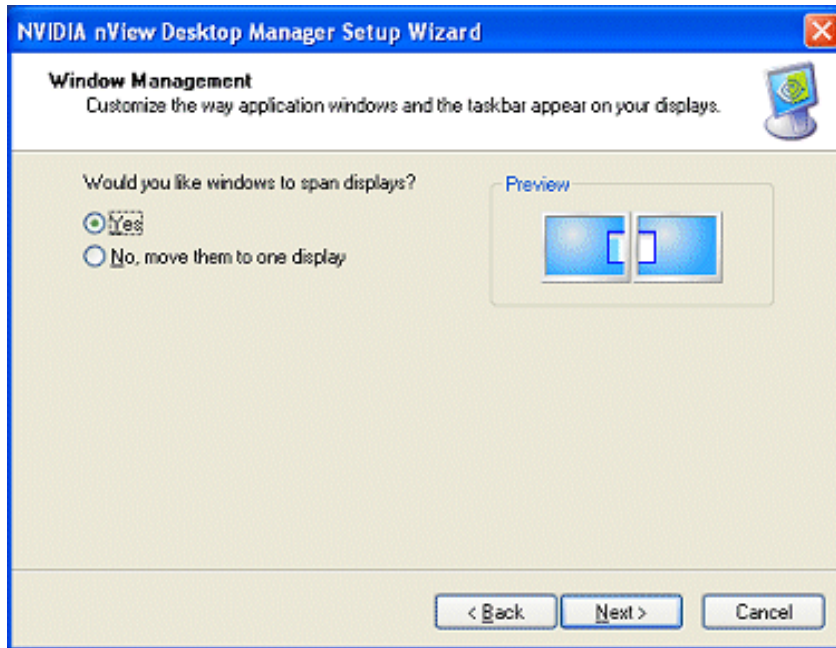 NVIDIA nView Desktop Manager Setup Wizard
Window Management
Customize the way application windows and the taskbar appear on your displays.
Would you like windows to span displays?
Preview
Yes
No, move them to one display
< Back
Next >
Cancel